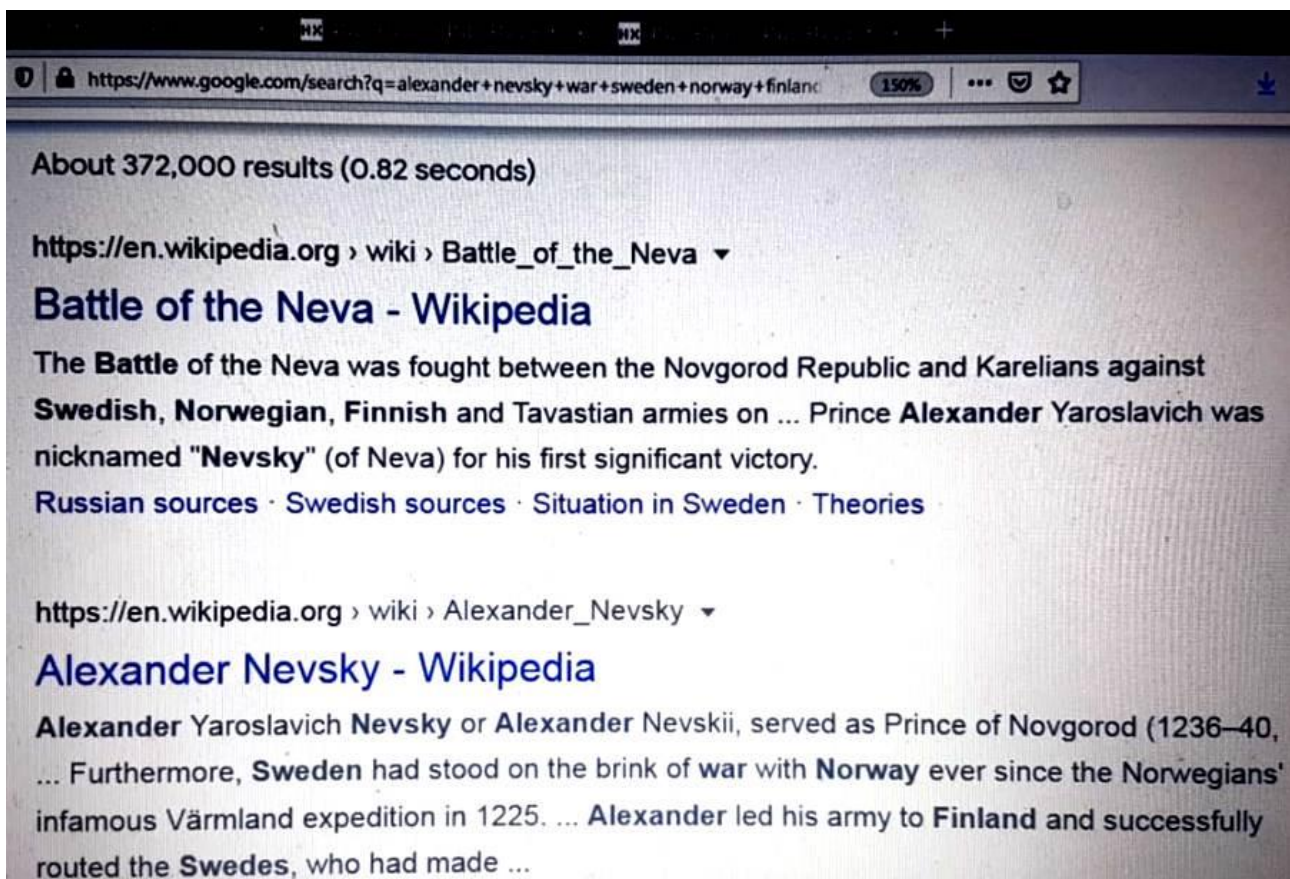 HX HX +
https://www.google.com/search?q=alexander+nevsky+war+sweden+norway+finlanc 150% ...
About 372,000 results (0.82 seconds)
https://en.wikipedia.org › wiki › Battle_of_the_Neva
Battle of the Neva - Wikipedia
The Battle of the Neva was fought between the Novgorod Republic and Karelians against
Swedish, Norwegian, Finnish and Tavastian armies on ... Prince Alexander Yaroslavich was
nicknamed "Nevsky" (of Neva) for his first significant victory.
Russian sources · Swedish sources · Situation in Sweden · Theories
https://en.wikipedia.org › wiki › Alexander_Nevsky
Alexander Nevsky - Wikipedia
Alexander Yaroslavich Nevsky or Alexander Nevskii, served as Prince of Novgorod (1236–40,
... Furthermore, Sweden had stood on the brink of war with Norway ever since the Norwegians'
infamous Värmland expedition in 1225. ... Alexander led his army to Finland and successfully
routed the Swedes, who had made ...